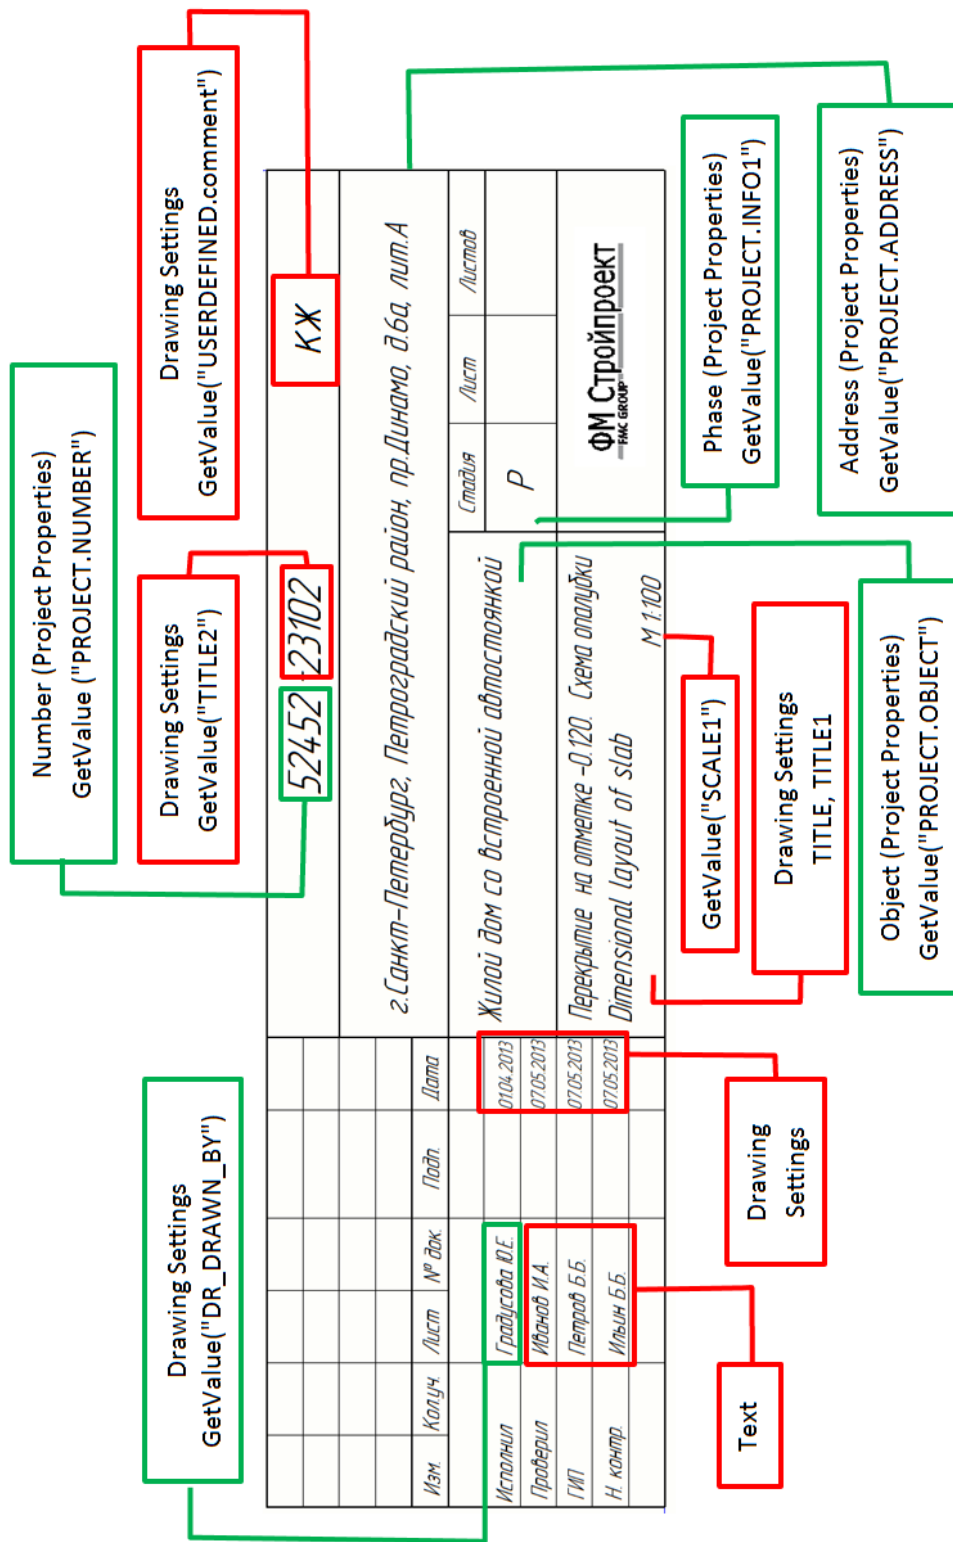 Number (Project Properties)
GetValue ("PROJECT.NUMBER")
Drawing Settings
GetValue("DR_DRAWN_BY")
Drawing Settings
GetValue("TITLE2")
Drawing Settings
GetValue("USERDEFINED.comment")
52452 -23102
КЖ
г.Санкт-Петербург, Петроградский район, пр.Динамо, д.6а, лит.А
Изм. Кол.уч. Лист № док. Подп. Дата
Жилой дом со встроенной автостоянкой
Стадия Лист Листов
Р
Исполнил Градусова Ю.Е. 01.04.2013
Проверил Иванов И.А. 07.05.2013
ГИП Петров Б.Б. 07.05.2013
Н. контр. Ильин Б.Б. 07.05.2013
Перекрытие на отметке -0.120. Схема опалубки
Dimensional layout of slab
М 1:100
ФМ Стройпроект
FMC GROUP
Text
Drawing
Settings
GetValue("SCALE1")
Drawing Settings
TITLE, TITLE1
Phase (Project Properties)
GetValue("PROJECT.INFO1")
Object (Project Properties)
GetValue("PROJECT.OBJECT")
Address (Project Properties)
GetValue("PROJECT.ADDRESS")